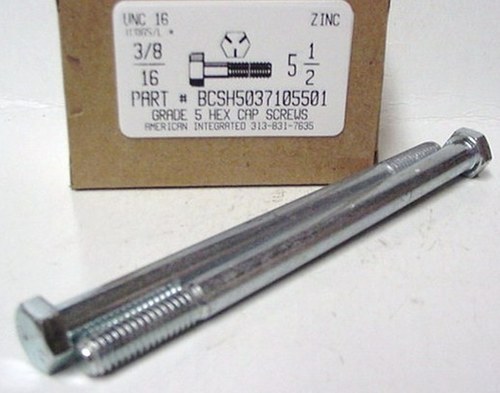 UNC 16 ZINC
3/8
16 5 1/2
PART # BCSH5037105501
GRADE 5 HEX CAP SCREWS
AMERICAN INTEGRATED 313-831-7635